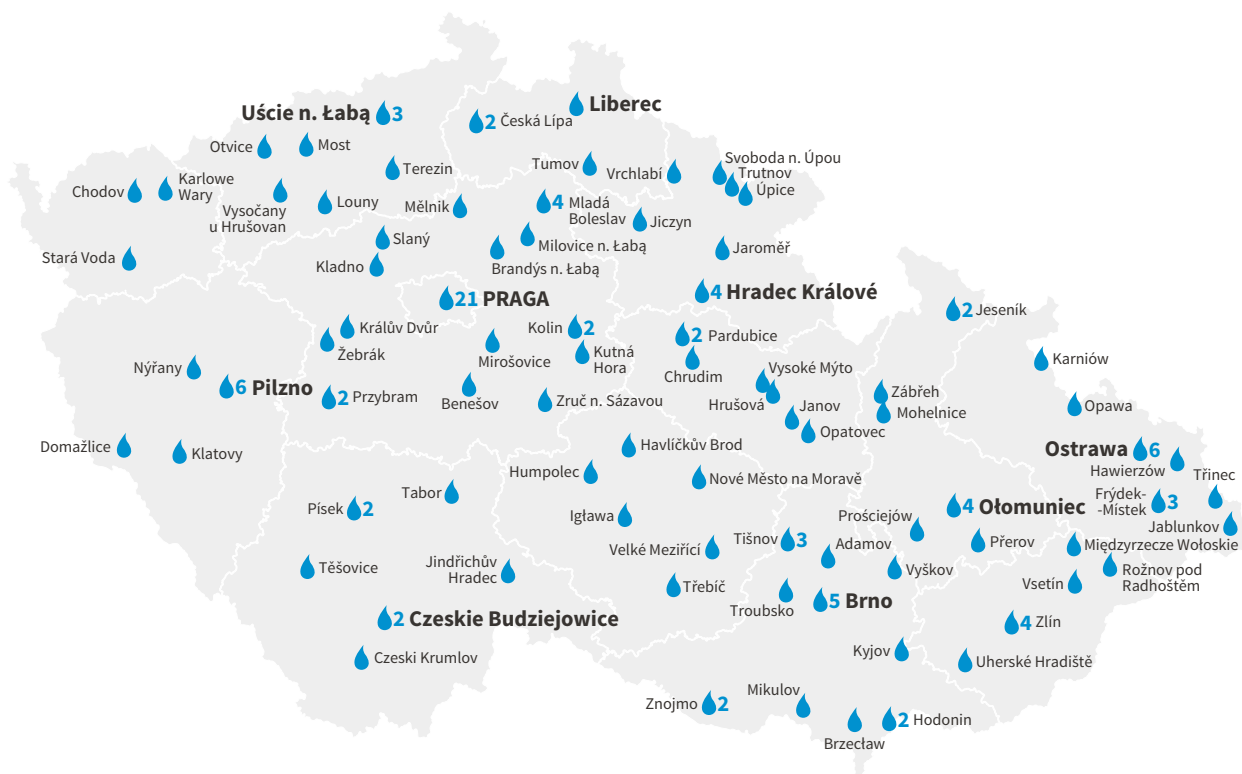 Liberec
Uście n. Łabą
3
2 Česká Lípa
Otvice
Most
Svoboda n. Úpou
Tumov
Terezin
Vrchlabí
Trutnov
Karlowe
Wary
Chodov
Úpice
Louny
Mělnik
4 Mladá
Boleslav
Vysočany
u Hrušovan
Jiczyn
Slaný
Milovice n. Łabą
Jaroměř
Stará Voda
Kladno
Brandýs n. Łabą
21 PRAGA
4 Hradec Králové
2 Jeseník
Králův Dvůr
Kolin
2
2 Pardubice
Žebrák
Mirošovice
Kutná
Hora
Karniów
Nýřany
Chrudim
Vysoké Mýto
6 Pilzno
2 Przybram
Benešov
Zruč n. Sázavou
Hrušová
Janov
Zábřeh
Mohelnice
Opawa
Opatovec
Domažlice
Klatovy
Havlíčkův Brod
Ostrawa
6
Humpolec
Nové Město na Moravě
Hawierzów
Třinec
Tabor
Písek
2
Frýdek-
-Místek
3
4 Ołomuniec
Igława
Prościejów
Jablunkov
Velké Meziřící
Tišnov
3
Adamov
Přerov
Międzyrzecze Wołoskie
Těšovice
Jindřichův
Hradec
Vyškov
Rožnov pod
Radhoštěm
Třebíč
Vsetín
Troubsko
5 Brno
2 Czeskie Budziejowice
4 Zlín
Czeski Krumlov
Kyjov
Uherské Hradiště
Znojmo
2
Mikulov
2 Hodonin
Brzecław